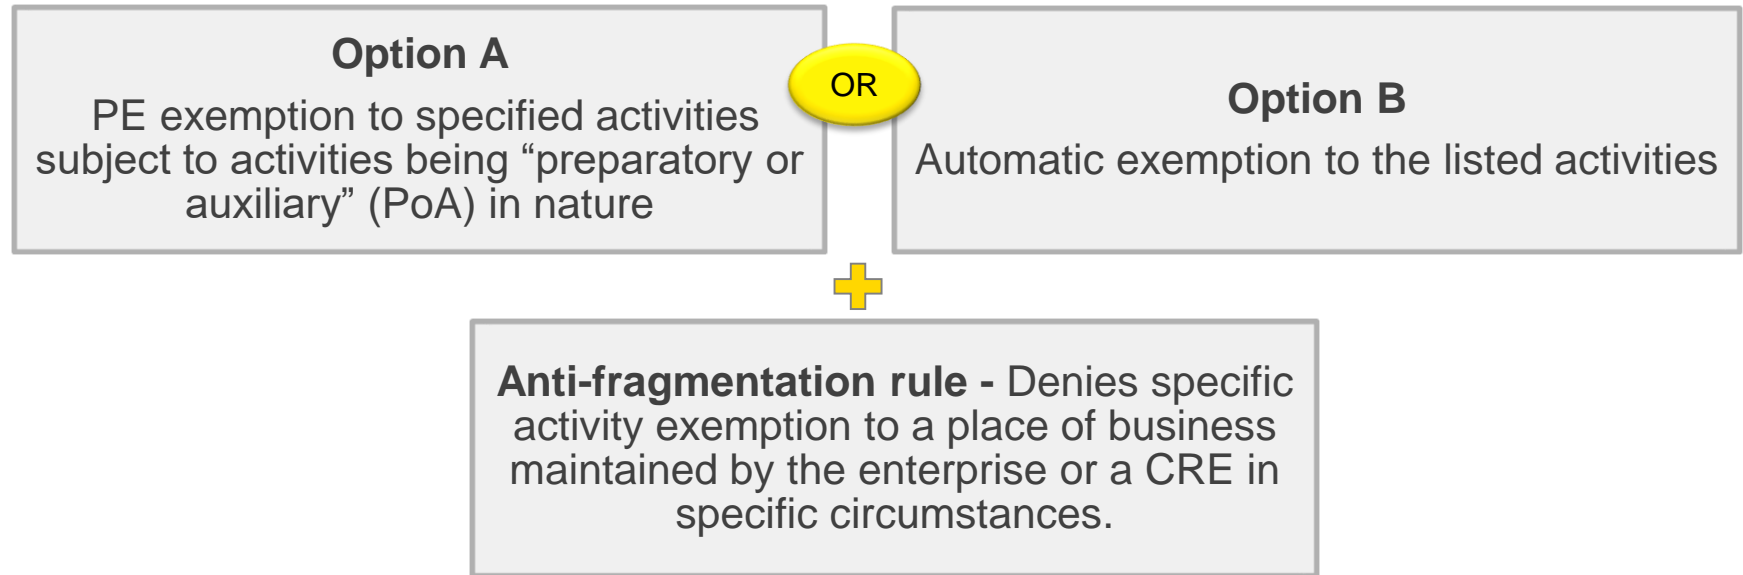 Option A
PE exemption to specified activities
subject to activities being “preparatory or
auxiliary” (PoA) in nature
OR
Option B
Automatic exemption to the listed activities
Anti-fragmentation rule - Denies specific
activity exemption to a place of business
maintained by the enterprise or a CRE in
specific circumstances.